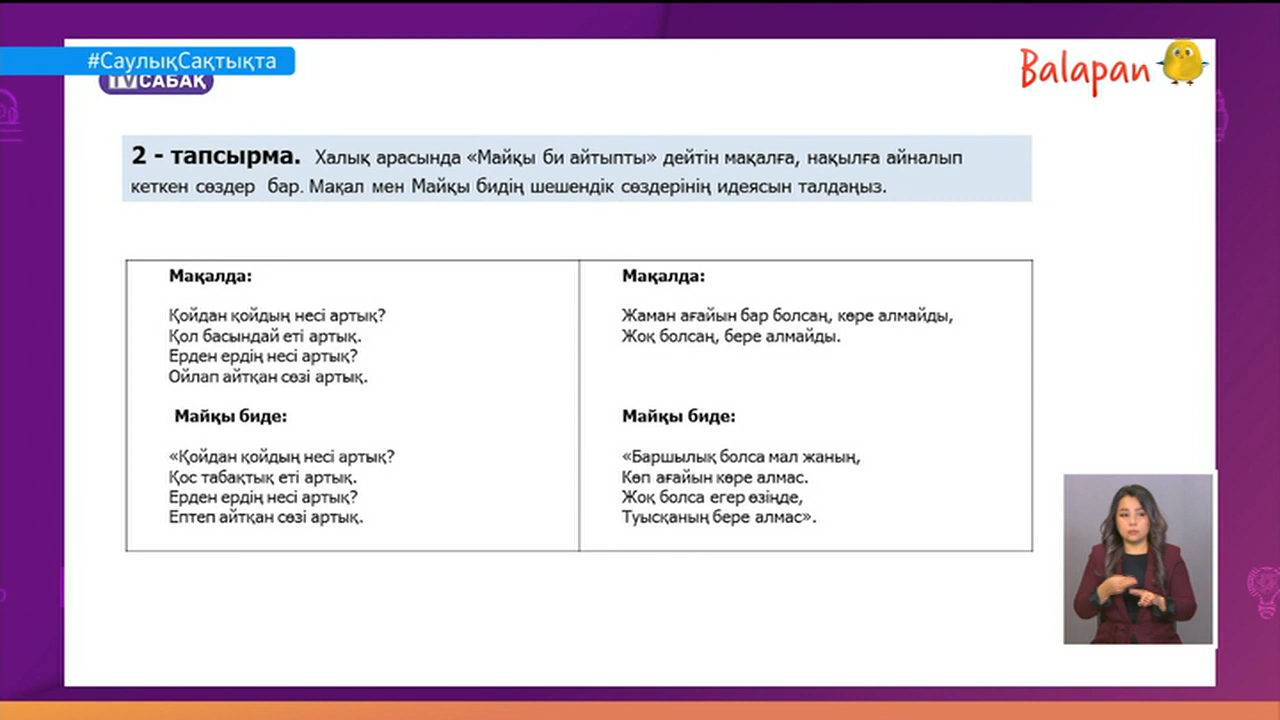 #СаулықСақтықта
TVСАБАҚ
Balapan
2 - тапсырма. Халық арасында «Майқы би айтыпты» дейтін мақалға, нақылға айналып
кеткен сөздер бар. Мақал мен Майқы бидің шешендік сөздерінің идеясын талдаңыз.
Мақалда:
Қойдан қойдың несі артық?
Қол басындай еті артық.
Ерден ердің несі артық?
Ойлап айтқан сөзі артық.
Майқы биде:
«Қойдан қойдың несі артық?
Қос табақтық еті артық.
Ерден ердің несі артық?
Ептеп айтқан сөзі артық.
Мақалда:
Жаман ағайын бар болсаң, көре алмайды,
Жоқ болсаң, бере алмайды.
Майқы биде:
«Баршылық болса мал жаның,
Көп ағайын көре алмас.
Жоқ болса егер өзіңде,
Туысқаның бере алмас».